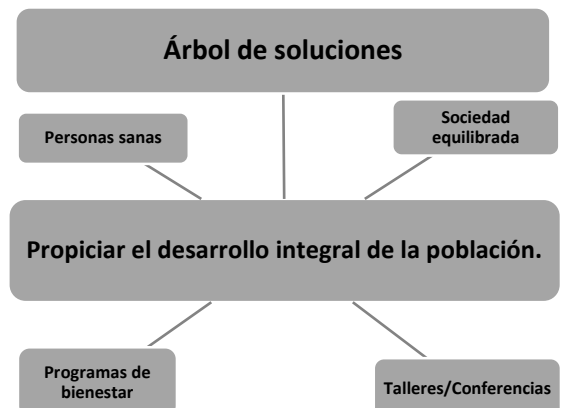 Árbol de soluciones
Personas sanas
Sociedad
equilibrada
Propiciar el desarrollo integral de la población.
Programas de
bienestar
Talleres/Conferencias